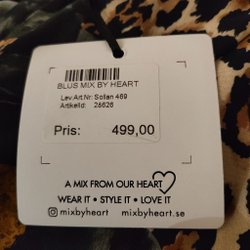 BLUS MIX BY HEART
Lev.Art.Nr: Sollan 469
ArtikelId: 26626
Pris: 499,00
A MIX FROM OUR HEART
WEAR IT • STYLE IT • LOVE IT
mixbyheart mixbyheart.se